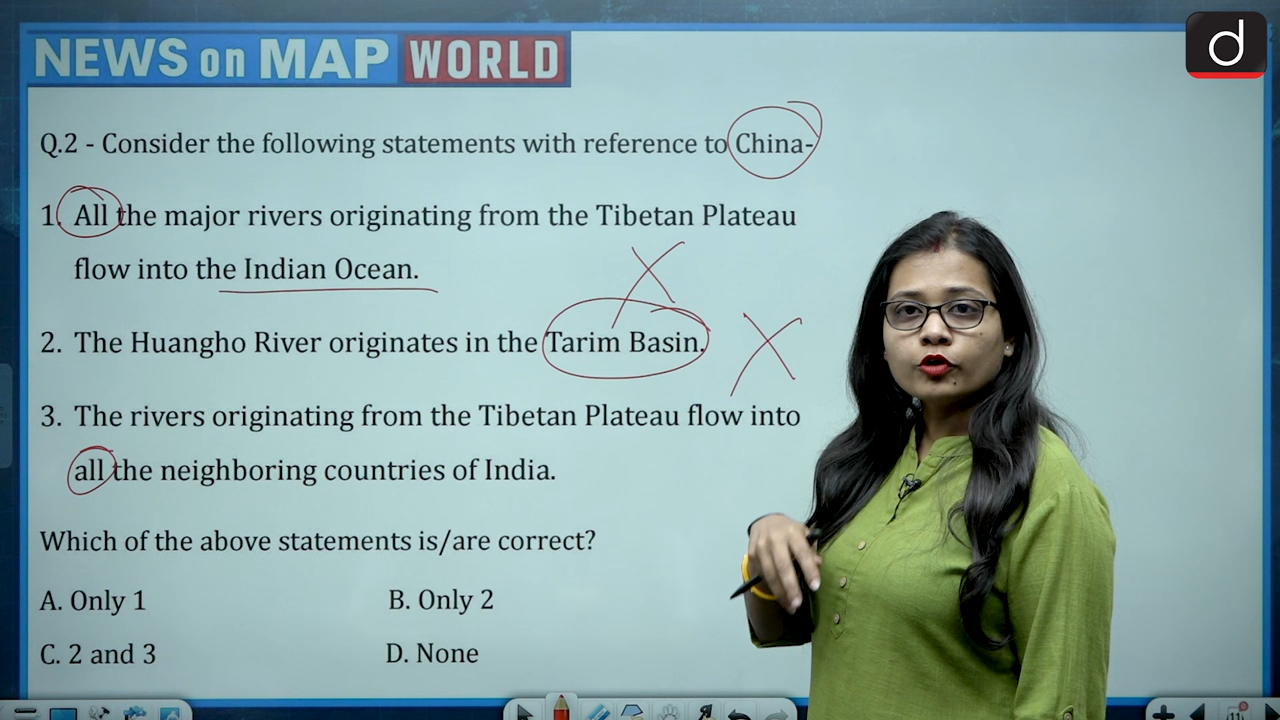 NEWS on MAP WORLD
d
Q.2 - Consider the following statements with reference to China-
1. All the major rivers originating from the Tibetan Plateau
flow into the Indian Ocean.
2. The Huangho River originates in the Tarim Basin.
3. The rivers originating from the Tibetan Plateau flow into
all the neighboring countries of India.
Which of the above statements is/are correct?
A. Only 1 B. Only 2
C. 2 and 3 D. None
11